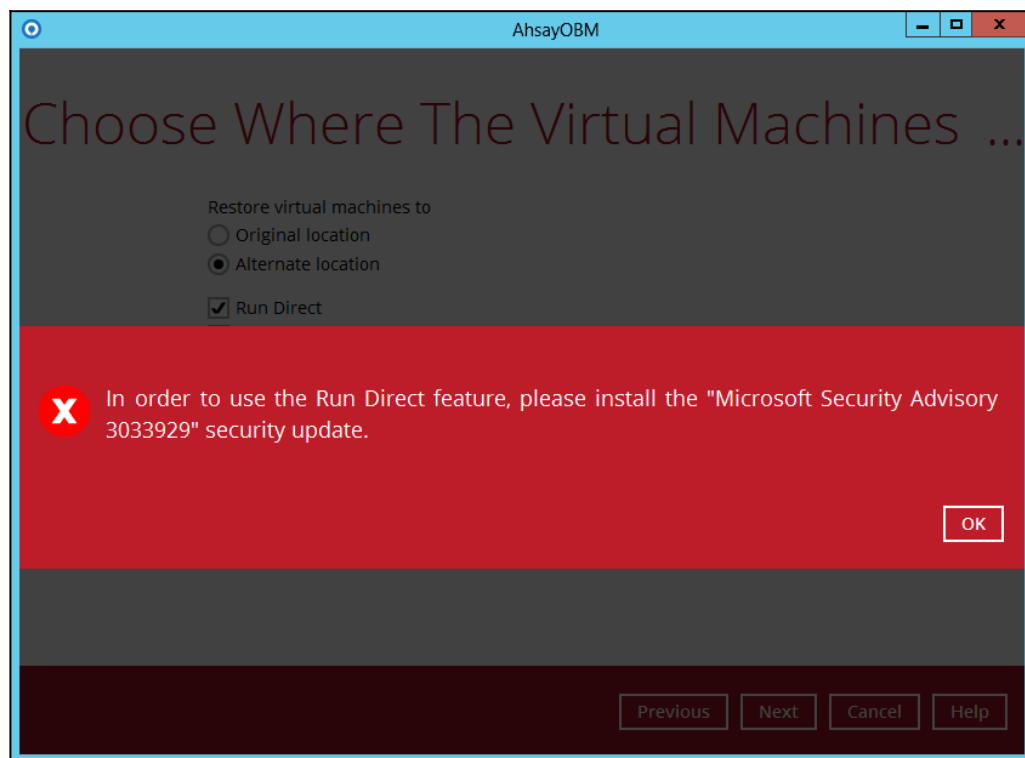 AhsayOBM
Choose Where The Virtual Machines ...
Restore virtual machines to
Original location
Alternate location
Run Direct
In order to use the Run Direct feature, please install the "Microsoft Security Advisory
3033929" security update.
OK
Previous Next Cancel Help